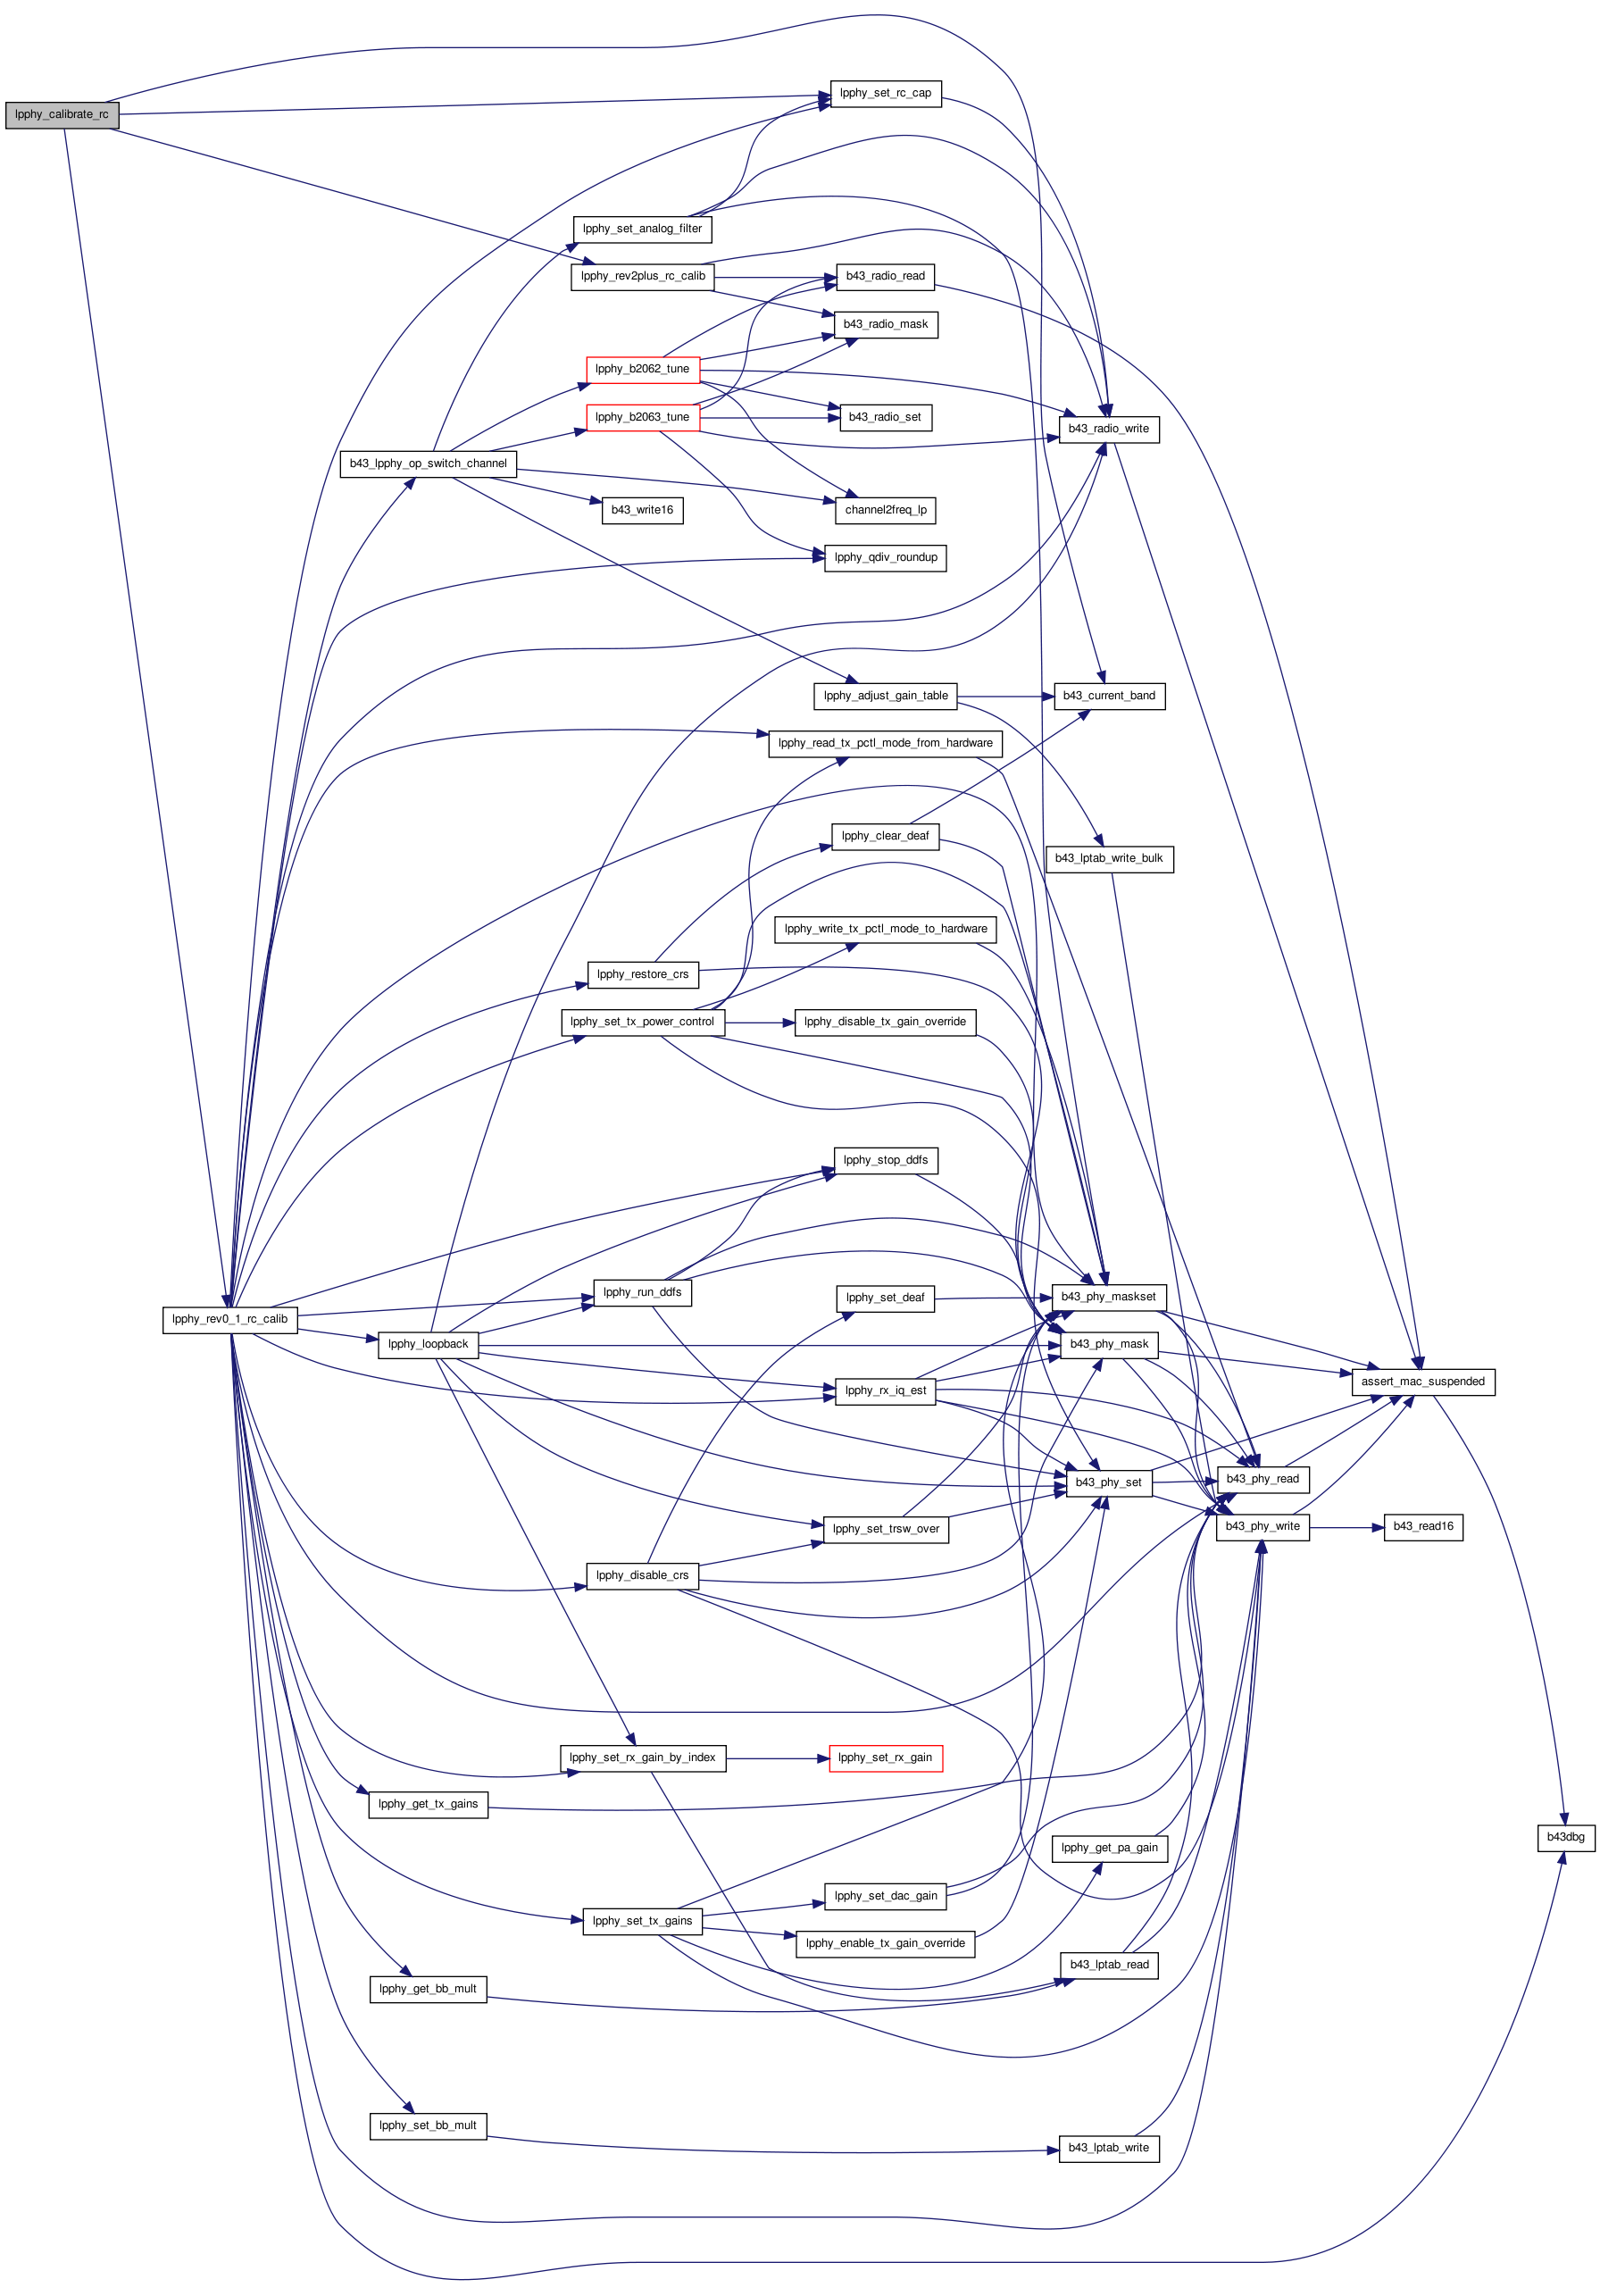 lpphy_calibrate_rc
lpphy_set_rc_cap
lpphy_set_analog_filter
lpphy_rev2plus_rc_calib
b43_radio_read
b43_radio_mask
lpphy_b2062_tune
lpphy_b2063_tune
b43_radio_set
b43_radio_write
b43_lpphy_op_switch_channel
b43_write16
channel2freq_lp
lpphy_qdiv_roundup
lpphy_adjust_gain_table
b43_current_band
lpphy_read_tx_pctl_mode_from_hardware
lpphy_clear_deaf
b43_lptab_write_bulk
lpphy_write_tx_pctl_mode_to_hardware
lpphy_restore_crs
lpphy_set_tx_power_control
lpphy_disable_tx_gain_override
lpphy_stop_ddfs
lpphy_run_ddfs
lpphy_set_deaf
b43_phy_maskset
lpphy_rev0_1_rc_calib
lpphy_loopback
b43_phy_mask
lpphy_rx_iq_est
assert_mac_suspended
b43_phy_set
b43_phy_read
lpphy_set_trsw_over
b43_phy_write
b43_read16
lpphy_disable_crs
lpphy_set_rx_gain_by_index
lpphy_set_rx_gain
lpphy_get_tx_gains
b43dbg
lpphy_get_pa_gain
lpphy_set_dac_gain
lpphy_set_tx_gains
lpphy_enable_tx_gain_override
b43_lptab_read
lpphy_get_bb_mult
lpphy_set_bb_mult
b43_lptab_write